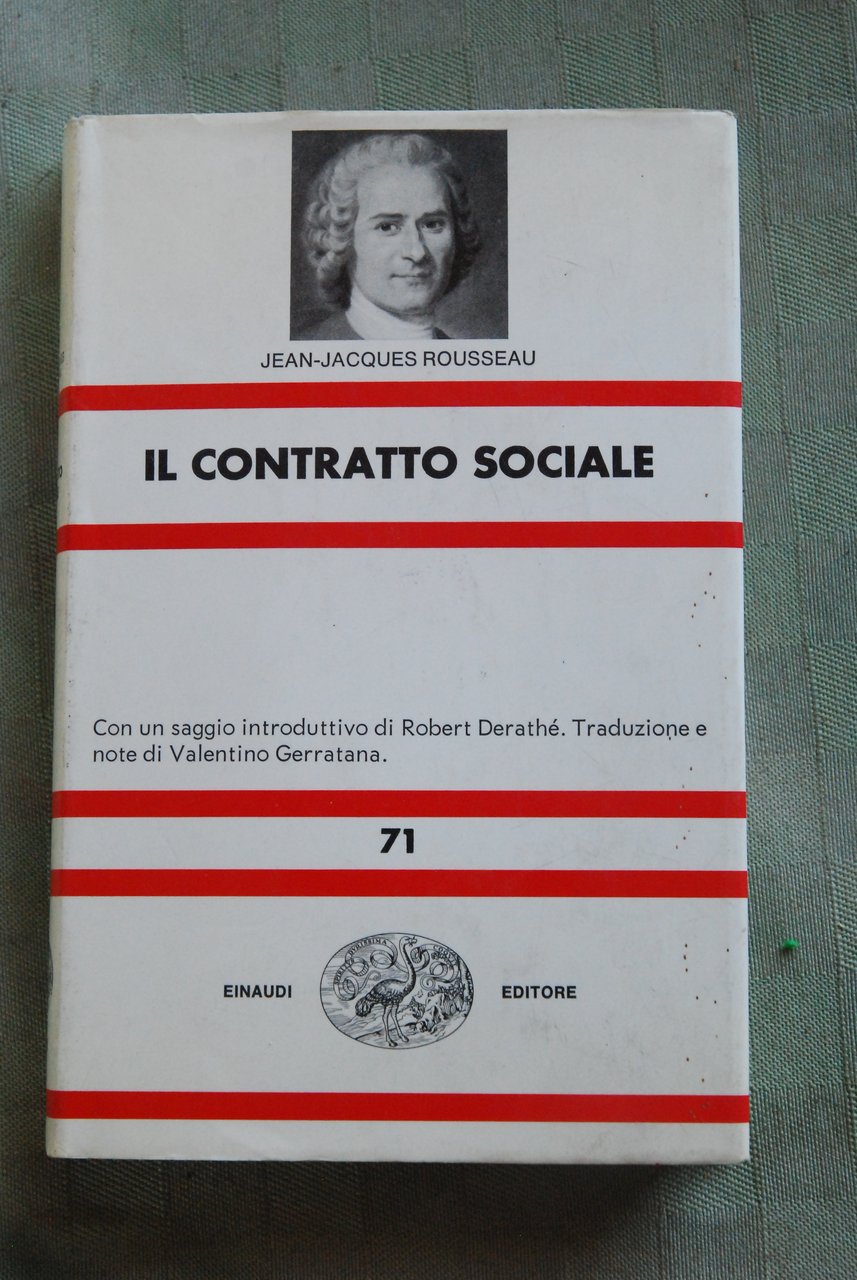 JEAN-JACQUES ROUSSEAU
IL CONTRATTO SOCIALE
Con un saggio introduttivo di Robert Derathé. Traduzione e
note di Valentino Gerratana.
71
EINAUDI EDITORE